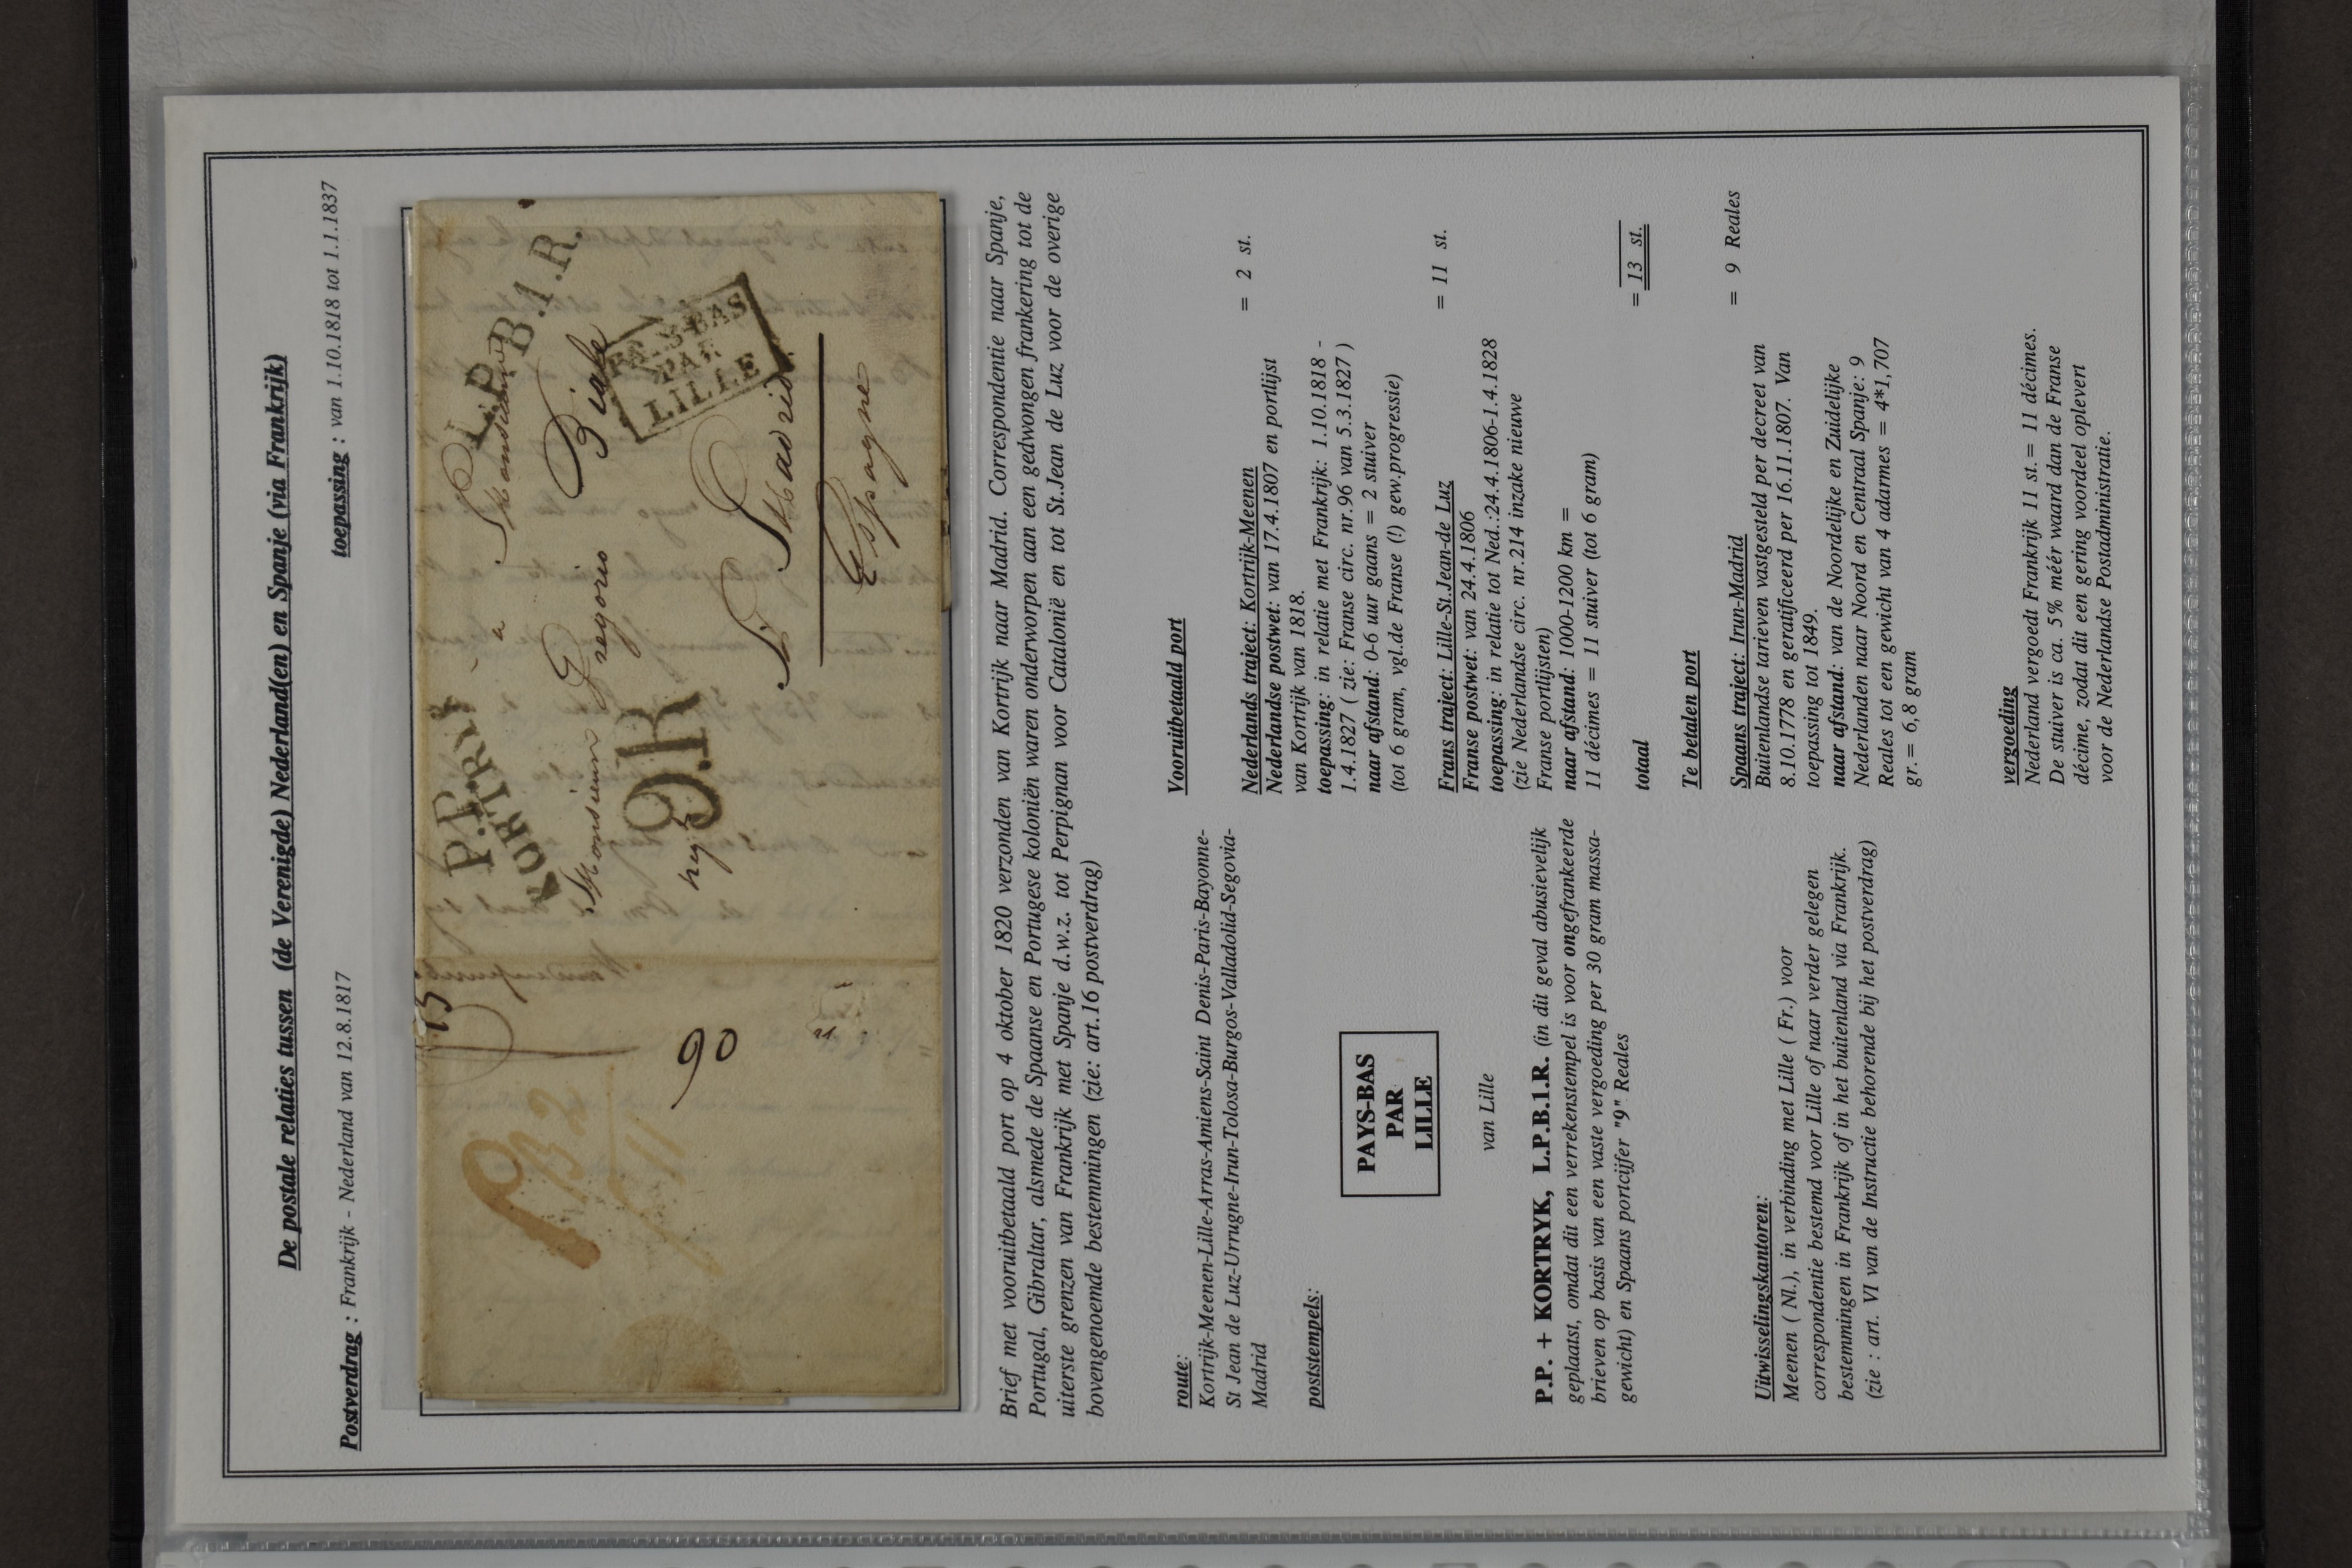 De postale relaties tussen (de Verenigde) Nederland(en) en Spanje (via Frankrijk)
Postverdrag : Frankrijk - Nederland van 12.8.1817
toepassing : van 1.10.1818 tot 1.1.1837
P.P.
KORTRYK
L.P.B.1.R.
a Monsieur
Monsieur Gregorio Biale
9R
PAYS-BAS
PAR
LILLE
A Madrid
Espagne
13
90
P
13 2
11
Brief met vooruitbetaald port op 4 oktober 1820 verzonden van Kortrijk naar Madrid. Correspondentie naar Spanje,
Portugal, Gibraltar, alsmede de Spaanse en Portugese koloniën waren onderworpen aan een gedwongen frankering tot de
uiterste grenzen van Frankrijk met Spanje d.w.z. tot Perpignan voor Catalonië en tot St.Jean de Luz voor de overige
bovengenoemde bestemmingen (zie: art.16 postverdrag)
route:
Kortrijk-Meenen-Lille-Arras-Amiens-Saint Denis-Paris-Bayonne-
St Jean de Luz-Urrugne-Irun-Tolosa-Burgos-Valladolid-Segovia-
Madrid
poststempels:
PAYS-BAS
PAR
LILLE
van Lille
P.P. + KORTRYK, L.P.B.1.R. (in dit geval abusievelijk
geplaatst, omdat dit een verrekenstempel is voor ongefrankeerde
brieven op basis van een vaste vergoeding per 30 gram massa-
gewicht) en Spaans portcijfer "9" Reales
Uitwisselingskantoren:
Meenen ( Nl.), in verbinding met Lille ( Fr.) voor
correspondentie bestemd voor Lille of naar verder gelegen
bestemmingen in Frankrijk of in het buitenland via Frankrijk.
(zie : art. VI van de Instructie behorende bij het postverdrag)
Vooruitbetaald port
Nederlands traject: Kortrijk-Meenen
Nederlandse postwet: van 17.4.1807 en portlijst
van Kortrijk van 1818.
toepassing: in relatie met Frankrijk: 1.10.1818 -
1.4.1827 ( zie: Franse circ. nr.96 van 5.3.1827 )
naar afstand: 0-6 uur gaans = 2 stuiver
(tot 6 gram, vgl.de Franse (!) gew.progressie)
= 2 st.
Frans traject: Lille-St.Jean-de Luz
Franse postwet: van 24.4.1806
toepassing: in relatie tot Ned.:24.4.1806-1.4.1828
(zie Nederlandse circ. nr.214 inzake nieuwe
Franse portlijsten)
naar afstand: 1000-1200 km =
11 décimes = 11 stuiver (tot 6 gram)
= 11 st.
totaal
= 13 st.
Te betalen port
Spaans traject: Irun-Madrid
Buitenlandse tarieven vastgesteld per decreet van
8.10.1778 en geratificeerd per 16.11.1807. Van
toepassing tot 1849.
naar afstand: van de Noordelijke en Zuidelijke
Nederlanden naar Noord en Centraal Spanje: 9
Reales tot een gewicht van 4 adarmes = 4*1,707
gr. = 6,8 gram
= 9 Reales
vergoeding
Nederland vergoedt Frankrijk 11 st. = 11 décimes.
De stuiver is ca. 5 % méér waard dan de Franse
décime, zodat dit een gering voordeel oplevert
voor de Nederlandse Postadministratie.